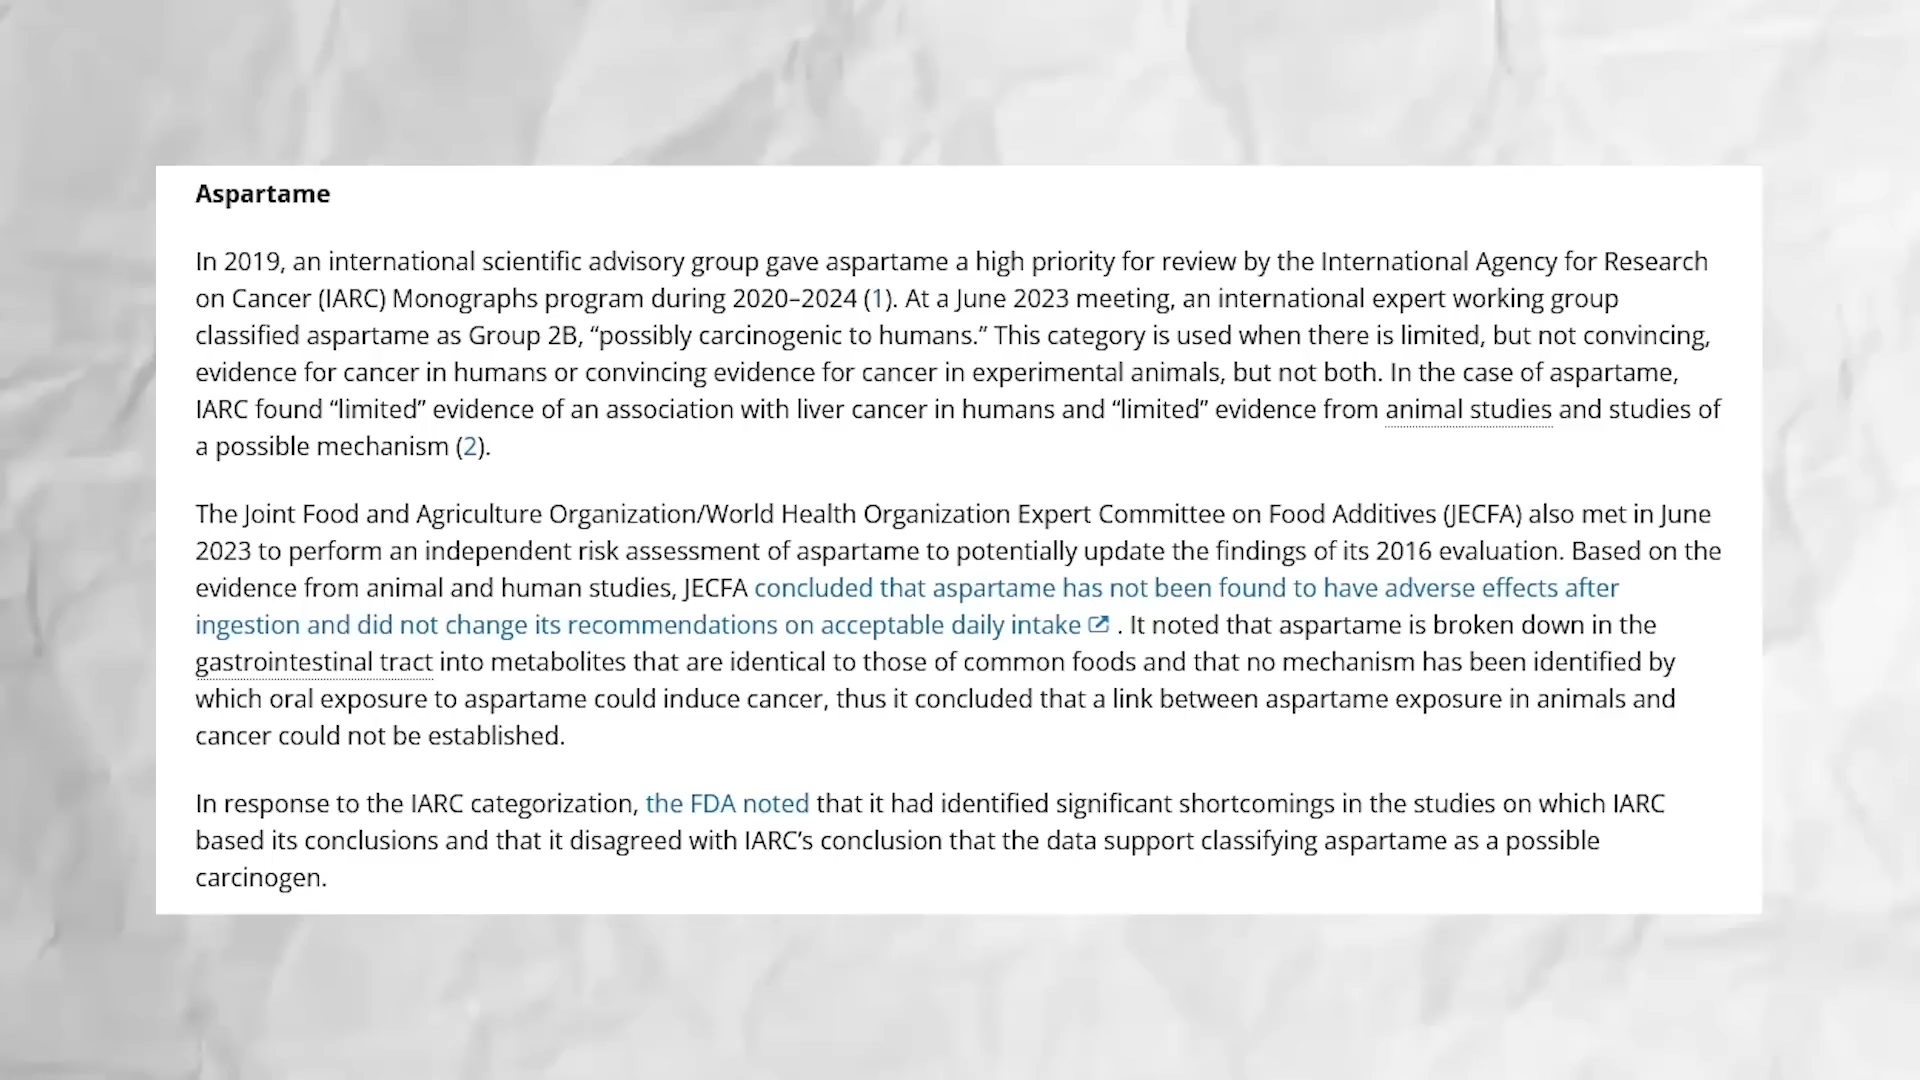 Aspartame
In 2019, an international scientific advisory group gave aspartame a high priority for review by the International Agency for Research
on Cancer (IARC) Monographs program during 2020–2024 (1). At a June 2023 meeting, an international expert working group
classified aspartame as Group 2B, “possibly carcinogenic to humans.” This category is used when there is limited, but not convincing,
evidence for cancer in humans or convincing evidence for cancer in experimental animals, but not both. In the case of aspartame,
IARC found “limited” evidence of an association with liver cancer in humans and “limited” evidence from animal studies and studies of
a possible mechanism (2).
The Joint Food and Agriculture Organization/World Health Organization Expert Committee on Food Additives (JECFA) also met in June
2023 to perform an independent risk assessment of aspartame to potentially update the findings of its 2016 evaluation. Based on the
evidence from animal and human studies, JECFA concluded that aspartame has not been found to have adverse effects after
ingestion and did not change its recommendations on acceptable daily intake . It noted that aspartame is broken down in the
gastrointestinal tract into metabolites that are identical to those of common foods and that no mechanism has been identified by
which oral exposure to aspartame could induce cancer, thus it concluded that a link between aspartame exposure in animals and
cancer could not be established.
In response to the IARC categorization, the FDA noted that it had identified significant shortcomings in the studies on which IARC
based its conclusions and that it disagreed with IARC’s conclusion that the data support classifying aspartame as a possible
carcinogen.